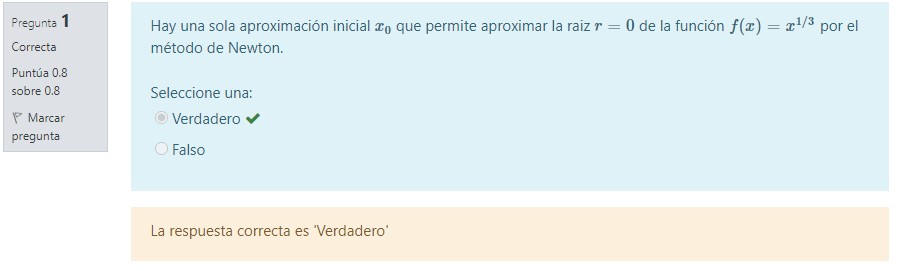 Pregunta 1
Correcta
Puntúa 0.8
sobre 0.8
Marcar
pregunta
Hay una sola aproximación inicial x₀ que permite aproximar la raiz r = 0 de la función f(x) = x^{1/3} por el
método de Newton.
Seleccione una:
Verdadero
Falso
La respuesta correcta es 'Verdadero'